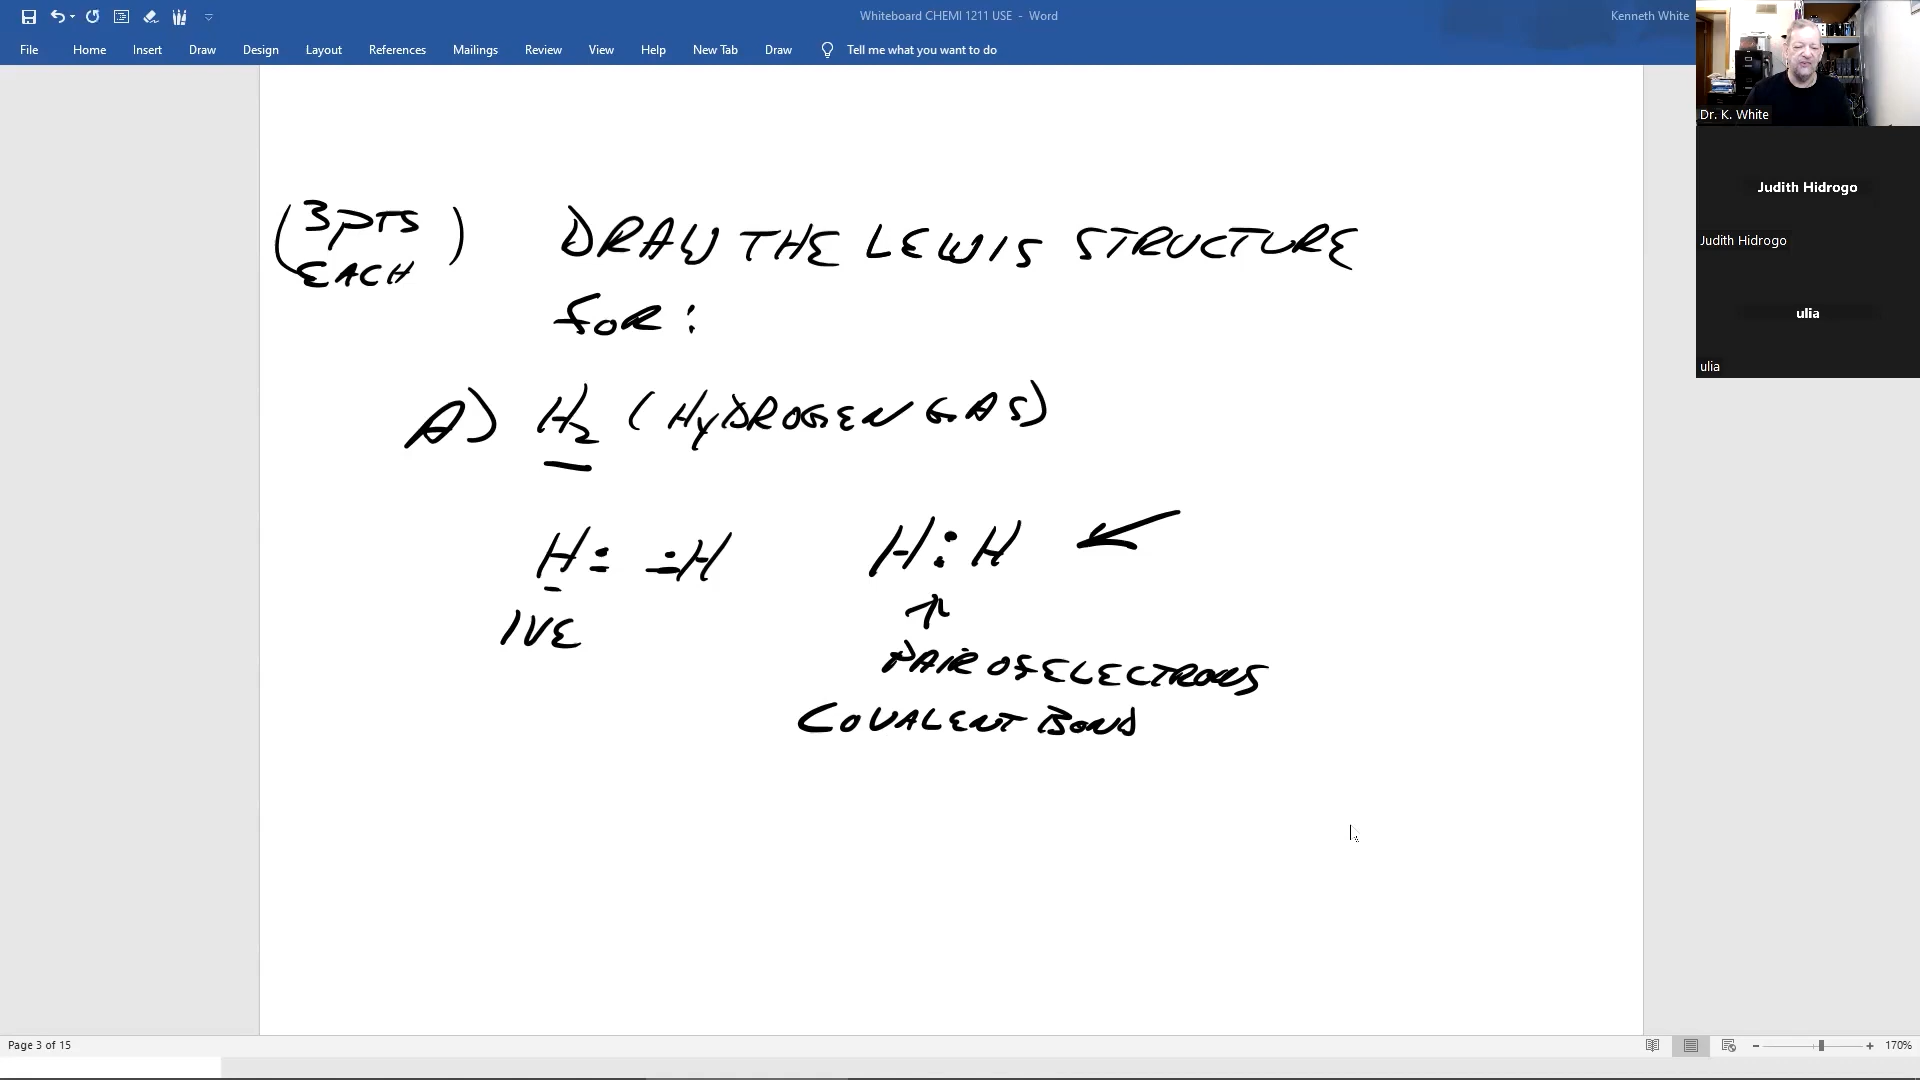 Whiteboard CHEMI 1211 USE - Word
Kenneth White
File Home Insert Draw Design Layout References Mailings Review View Help New Tab Draw Tell me what you want to do
Dr. K. White
Judith Hidrogo
Judith Hidrogo
ulia
ulia
(3 PTS EACH) DRAW THE LEWIS STRUCTURE
FOR:
A) H2 (HYDROGEN GAS)
H· ·H H:H
1VE
PAIR OF ELECTRONS
COVALENT BOND
Page 3 of 15
170%